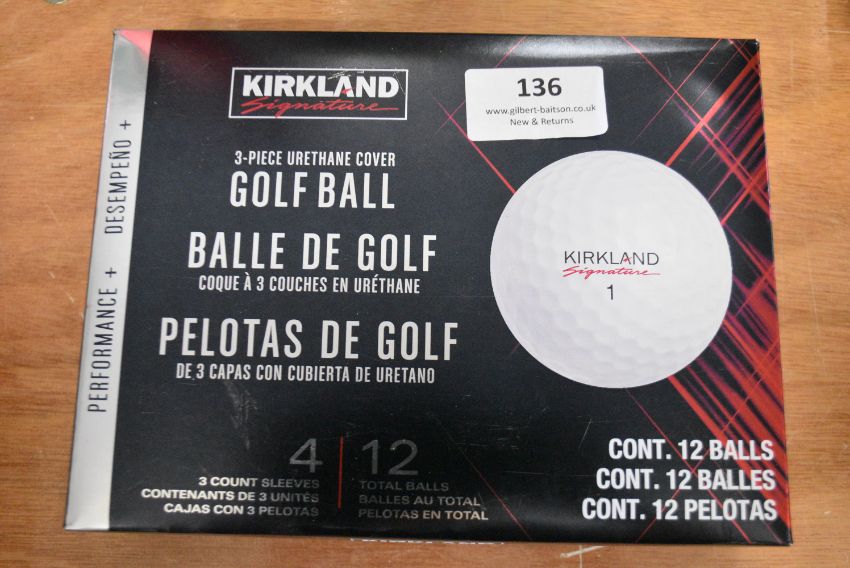 KIRKLAND
Signature
136
www.gilbert-baitson.co.uk
New & Returns
3-PIECE URETHANE COVER
GOLF BALL
BALLE DE GOLF
COQUE À 3 COUCHES EN URÉTHANE
PELOTAS DE GOLF
DE 3 CAPAS CON CUBIERTA DE URETANO
KIRKLAND
Signature
1
PERFORMANCE + DESEMPEÑO +
4
3 COUNT SLEEVES
CONTENANTS DE 3 UNITÉS
CAJAS CON 3 PELOTAS
12
TOTAL BALLS
BALLES AU TOTAL
PELOTAS EN TOTAL
CONT. 12 BALLS
CONT. 12 BALLES
CONT. 12 PELOTAS